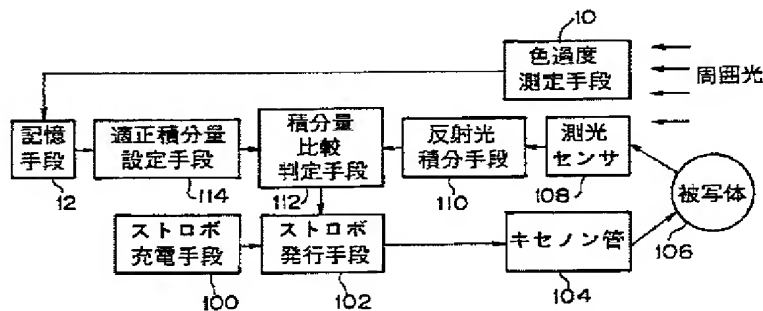 10
色過度
測定手段
周囲光
記憶
手段
12
適正積分量
設定手段
114
積分量
比較
判定手段
112
反射光
積分手段
110
測光
センサ
108
被写体
106
ストロボ
充電手段
100
ストロボ
発行手段
102
キセノン管
104